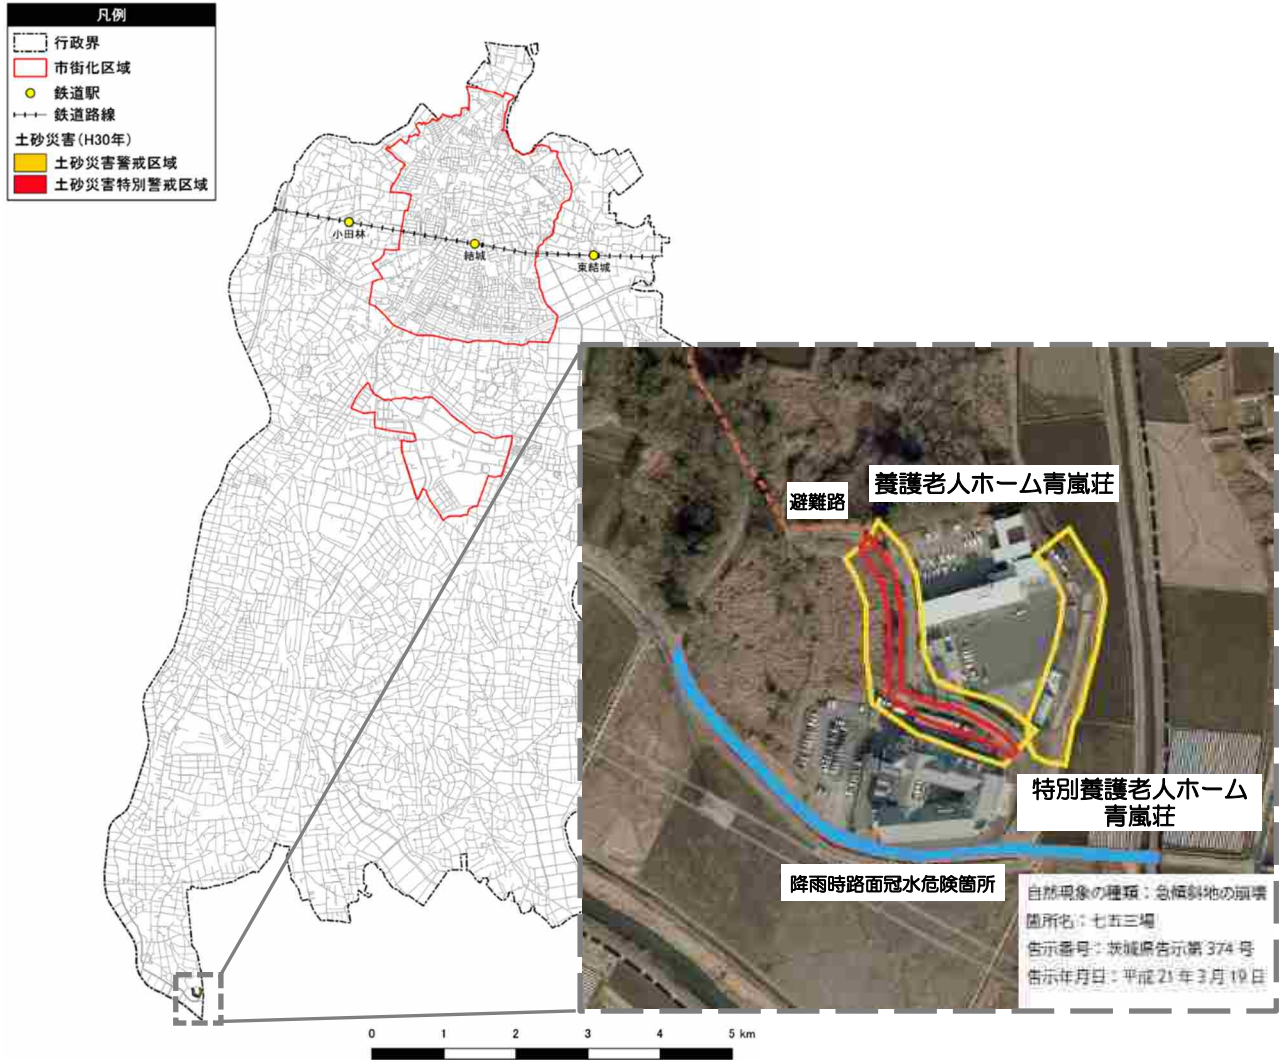 凡例
行政界
市街化区域
鉄道駅
鉄道路線
土砂災害(H30年)
土砂災害警戒区域
土砂災害特別警戒区域
小田林
結城
東結城
避難路
養護老人ホーム青嵐荘
特別養護老人ホーム
青嵐荘
降雨時路面冠水危険箇所
自然現象の種類：急傾斜地の崩壊
箇所名：七五三場
告示番号：茨城県告示第 374 号
告示年月日：平成 21 年 3 月 19 日
0 1 2 3 4 5 km